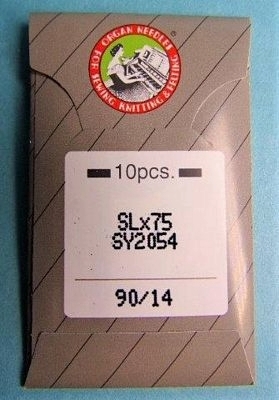 ORGAN NEEDLES
FOR SEWING, KNITTING & FELTING
®
10pcs.
SLx75
SY2054
90/14